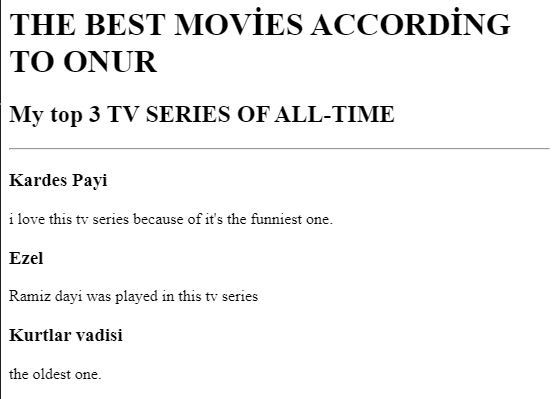 THE BEST MOVİES ACCORDİNG
TO ONUR
My top 3 TV SERIES OF ALL-TIME
Kardes Payi
i love this tv series because of it's the funniest one.
Ezel
Ramiz dayi was played in this tv series
Kurtlar vadisi
the oldest one.